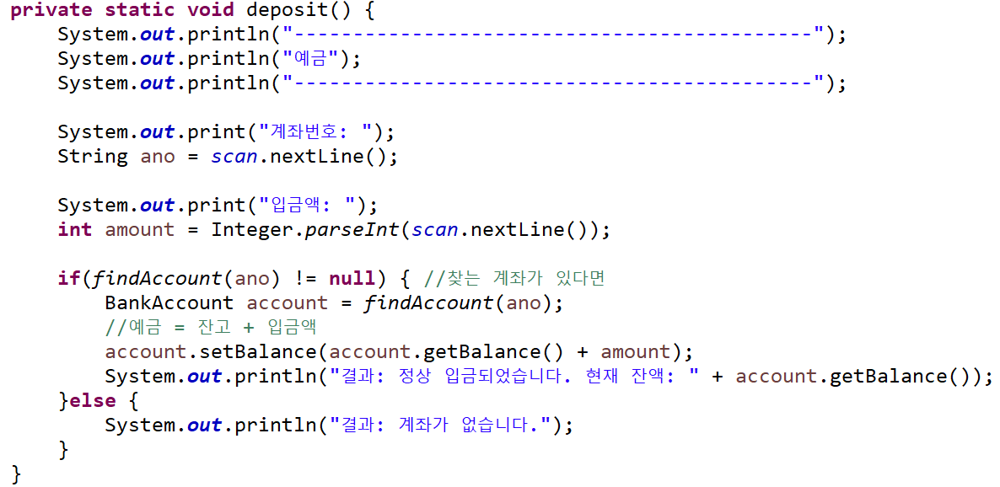 private static void deposit() {
    System.out.println("--------------------------------------------");
    System.out.println("예금");
    System.out.println("--------------------------------------------");

    System.out.print("계좌번호: ");
    String ano = scan.nextLine();

    System.out.print("입금액: ");
    int amount = Integer.parseInt(scan.nextLine());

    if(findAccount(ano) != null) { //찾는 계좌가 있다면
        BankAccount account = findAccount(ano);
        //예금 = 잔고 + 입금액
        account.setBalance(account.getBalance() + amount);
        System.out.println("결과: 정상 입금되었습니다. 현재 잔액: " + account.getBalance());
    }else {
        System.out.println("결과: 계좌가 없습니다.");
    }
}